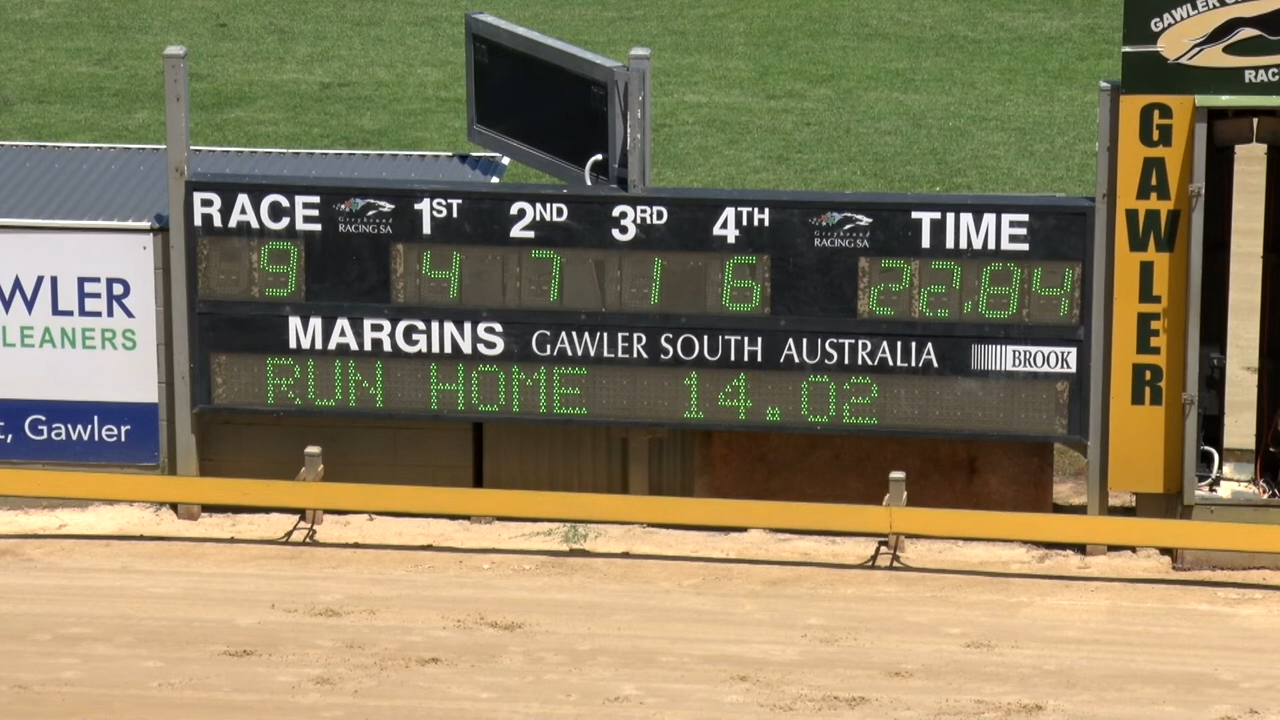 GAWLER
RAC
RACE Greyhound RACING SA 1ST 2ND 3RD 4TH Greyhound RACING SA TIME
9 4 7 1 6 22.84
MARGINS GAWLER SOUTH AUSTRALIA BROOK
RUN HOME 14.02
GAWLER
WLER
LEANERS
t, Gawler